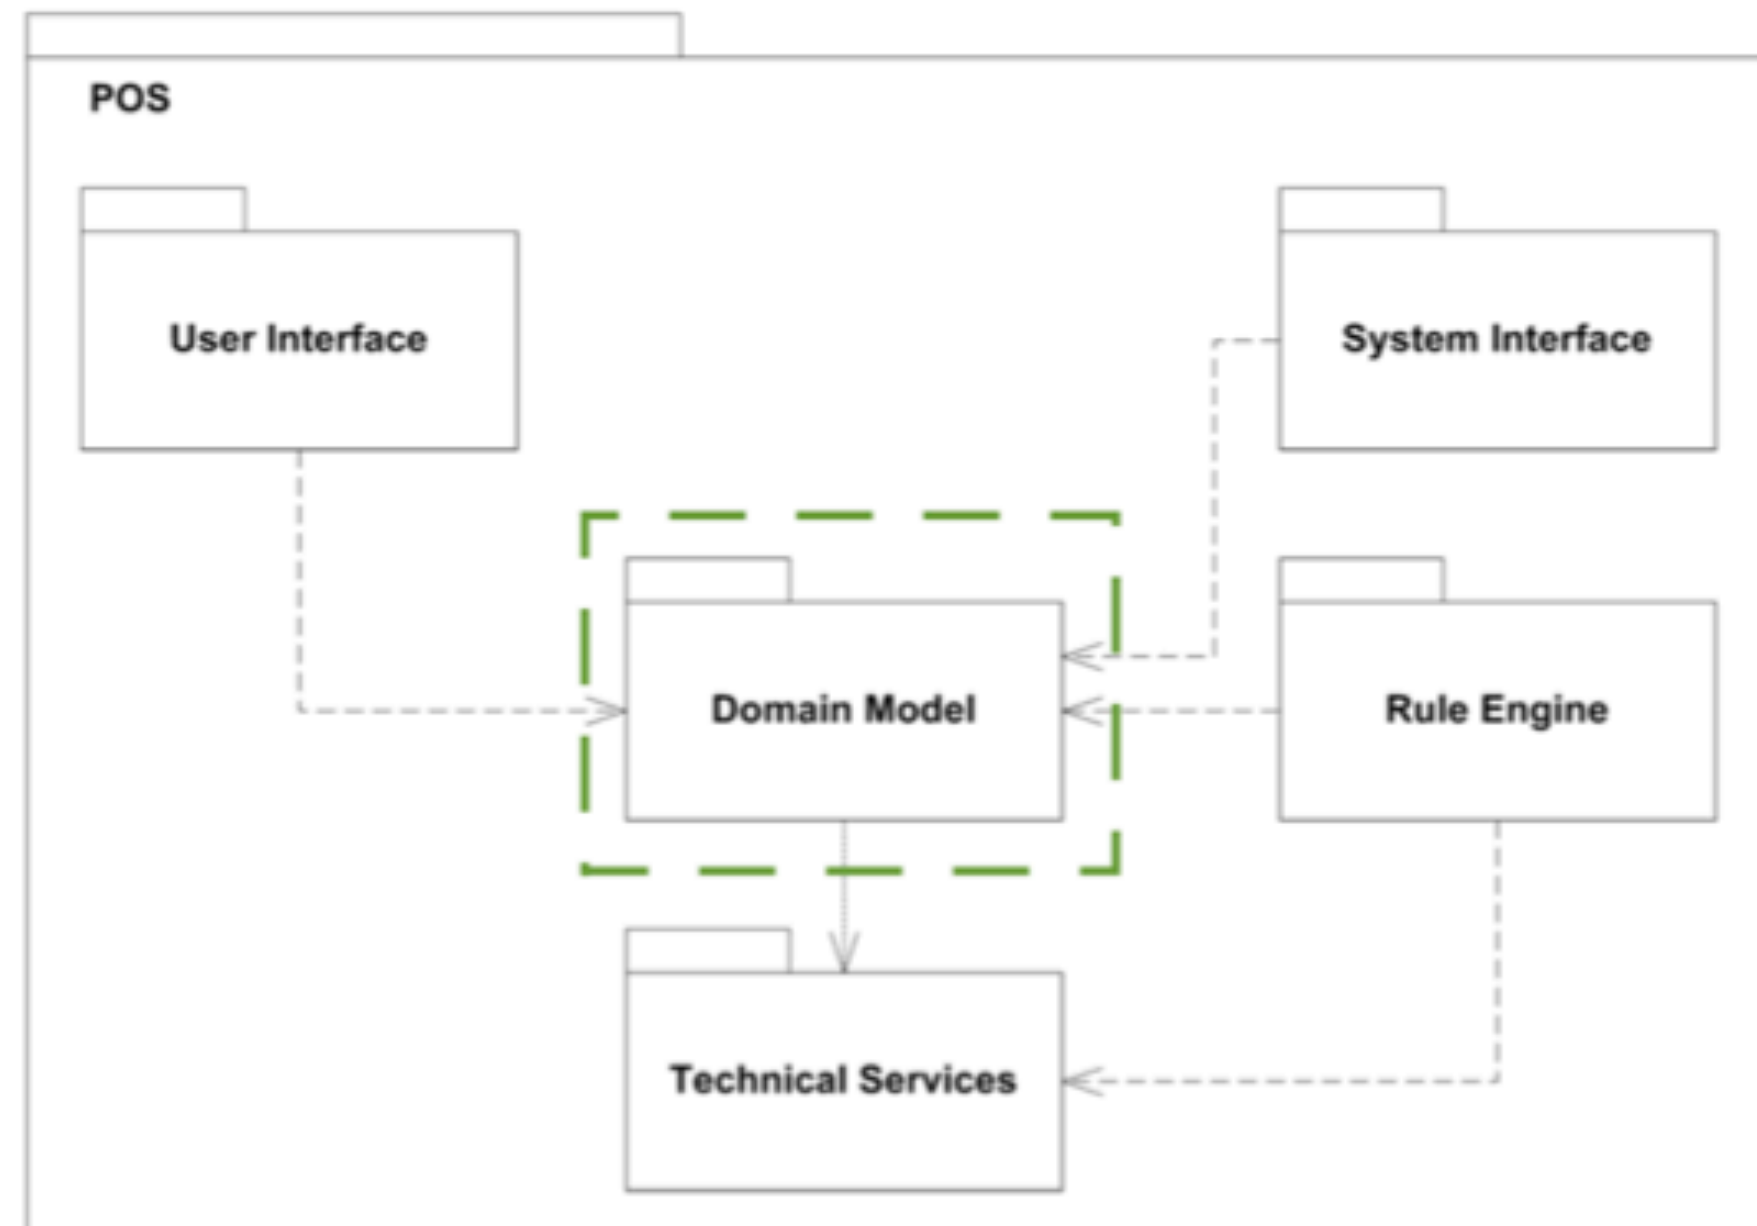 POS
User Interface
System Interface
Domain Model
Rule Engine
Technical Services